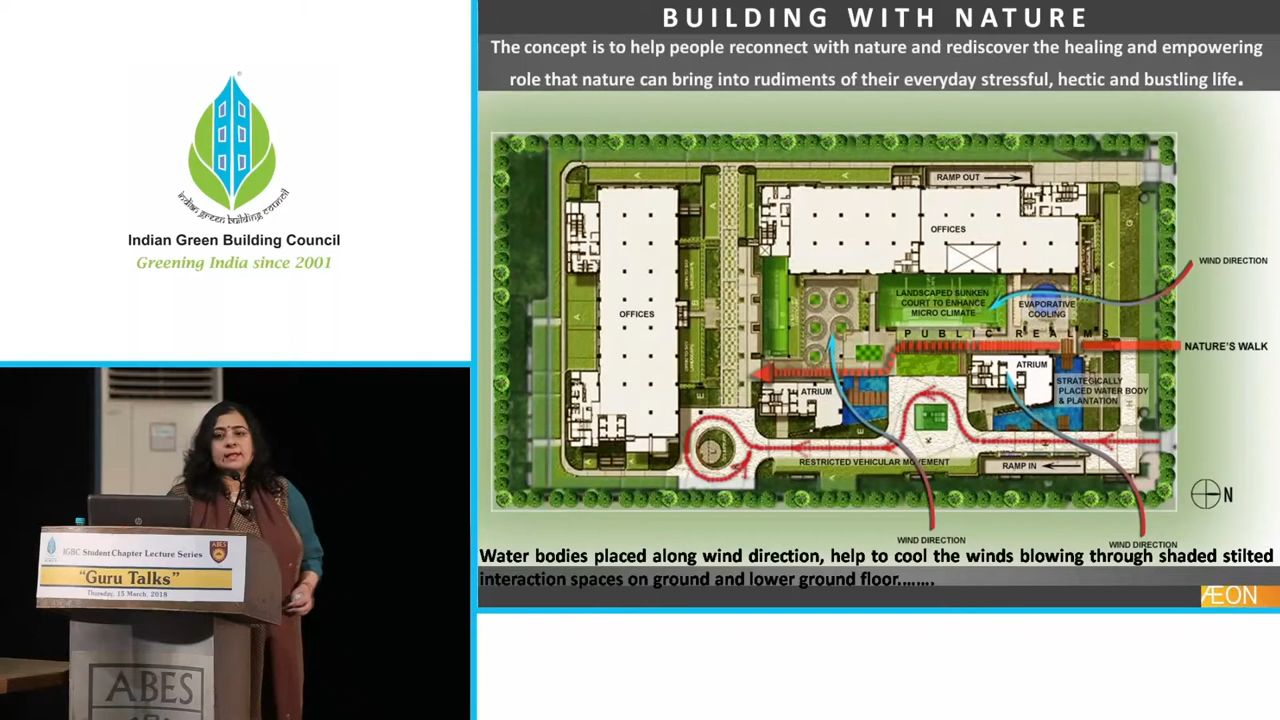 BUILDING WITH NATURE
The concept is to help people reconnect with nature and rediscover the healing and empowering
role that nature can bring into rudiments of their everyday stressful, hectic and bustling life.
indian green building council
Indian Green Building Council
Greening India since 2001
RAMP OUT
OFFICES
WIND DIRECTION
LANDSCAPED SUNKEN
COURT TO ENHANCE
MICRO CLIMATE
EVAPORATIVE
COOLING
OFFICES
PUBLIC REALMS
NATURE'S WALK
ATRIUM
ATRIUM
STRATEGICALLY
PLACED WATER BODY
& PLANTATION
RESTRICTED VEHICULAR MOVEMENT
RAMP IN
N
WIND DIRECTION
WIND DIRECTION
Water bodies placed along wind direction, help to cool the winds blowing through shaded stilted
interaction spaces on ground and lower ground floor.......
ÆON
IGBC Student Chapter Lecture Series
ABES
"Guru Talks"
Thursday, 15 March, 2018
ABES